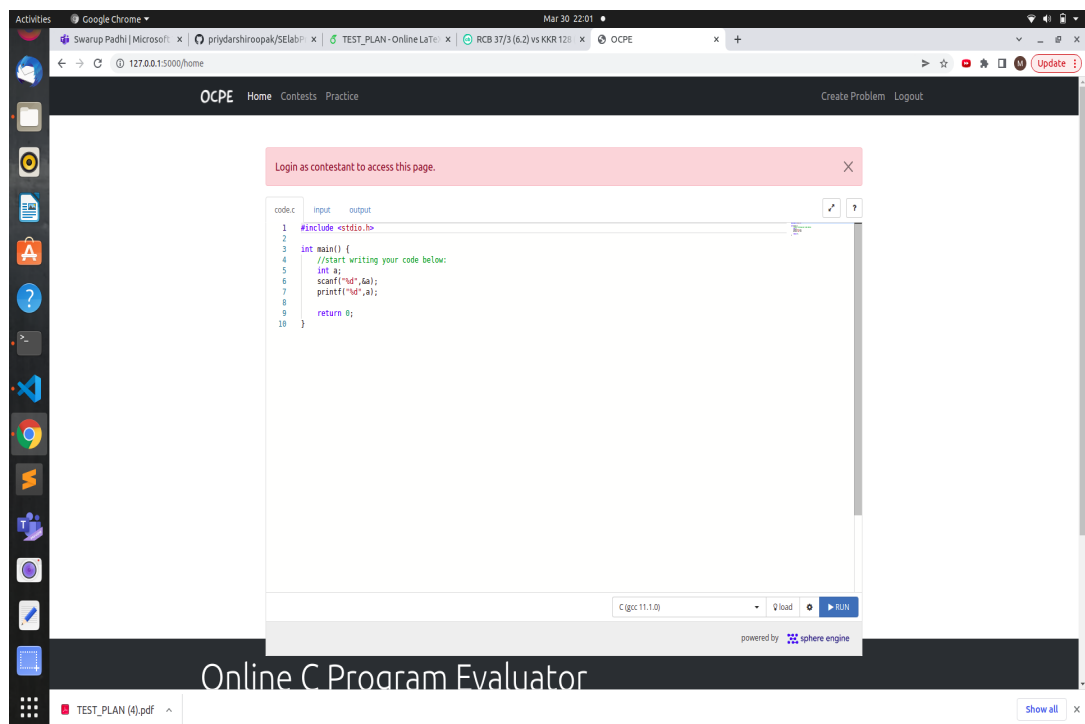 Activities Google Chrome Mar 30 22:01
Swarup Padhi | Microsoft priydarshiroopak/SElabPr TEST_PLAN - Online LaTeX RCB 37/3 (6.2) vs KKR 128 OCPE
127.0.0.1:5000/home M Update
OCPE Home Contests Practice Create Problem Logout
Login as contestant to access this page.
code.c input output ?
1 #include <stdio.h>
2
3 int main() {
4 //start writing your code below:
5 int a;
6 scanf("%d",&a);
7 printf("%d",a);
8
9 return 0;
10 }
C (gcc 11.1.0) load RUN
powered by sphere engine
Online C Program Evaluator
TEST_PLAN (4).pdf Show all